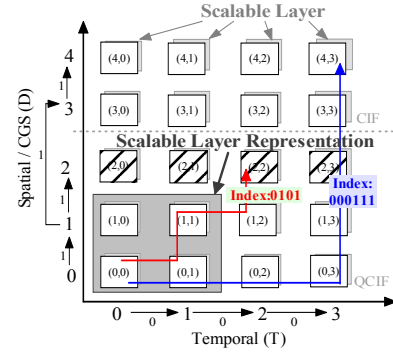 Scalable Layer
4
(4,0) (4,1) (4,2) (4,3)
1
3
(3,0) (3,1) (3,2) (3,3)
CIF
Scalable Layer Representation
Spatial / CGS (D)
1
2
(2,0) (2,1) (2,2) (2,3)
1
Index:0101
Index:
000111
1
(1,0) (1,1) (1,2) (1,3)
1
0
(0,0) (0,1) (0,2) (0,3)
QCIF
0 1 2 3
0 0 0
Temporal (T)